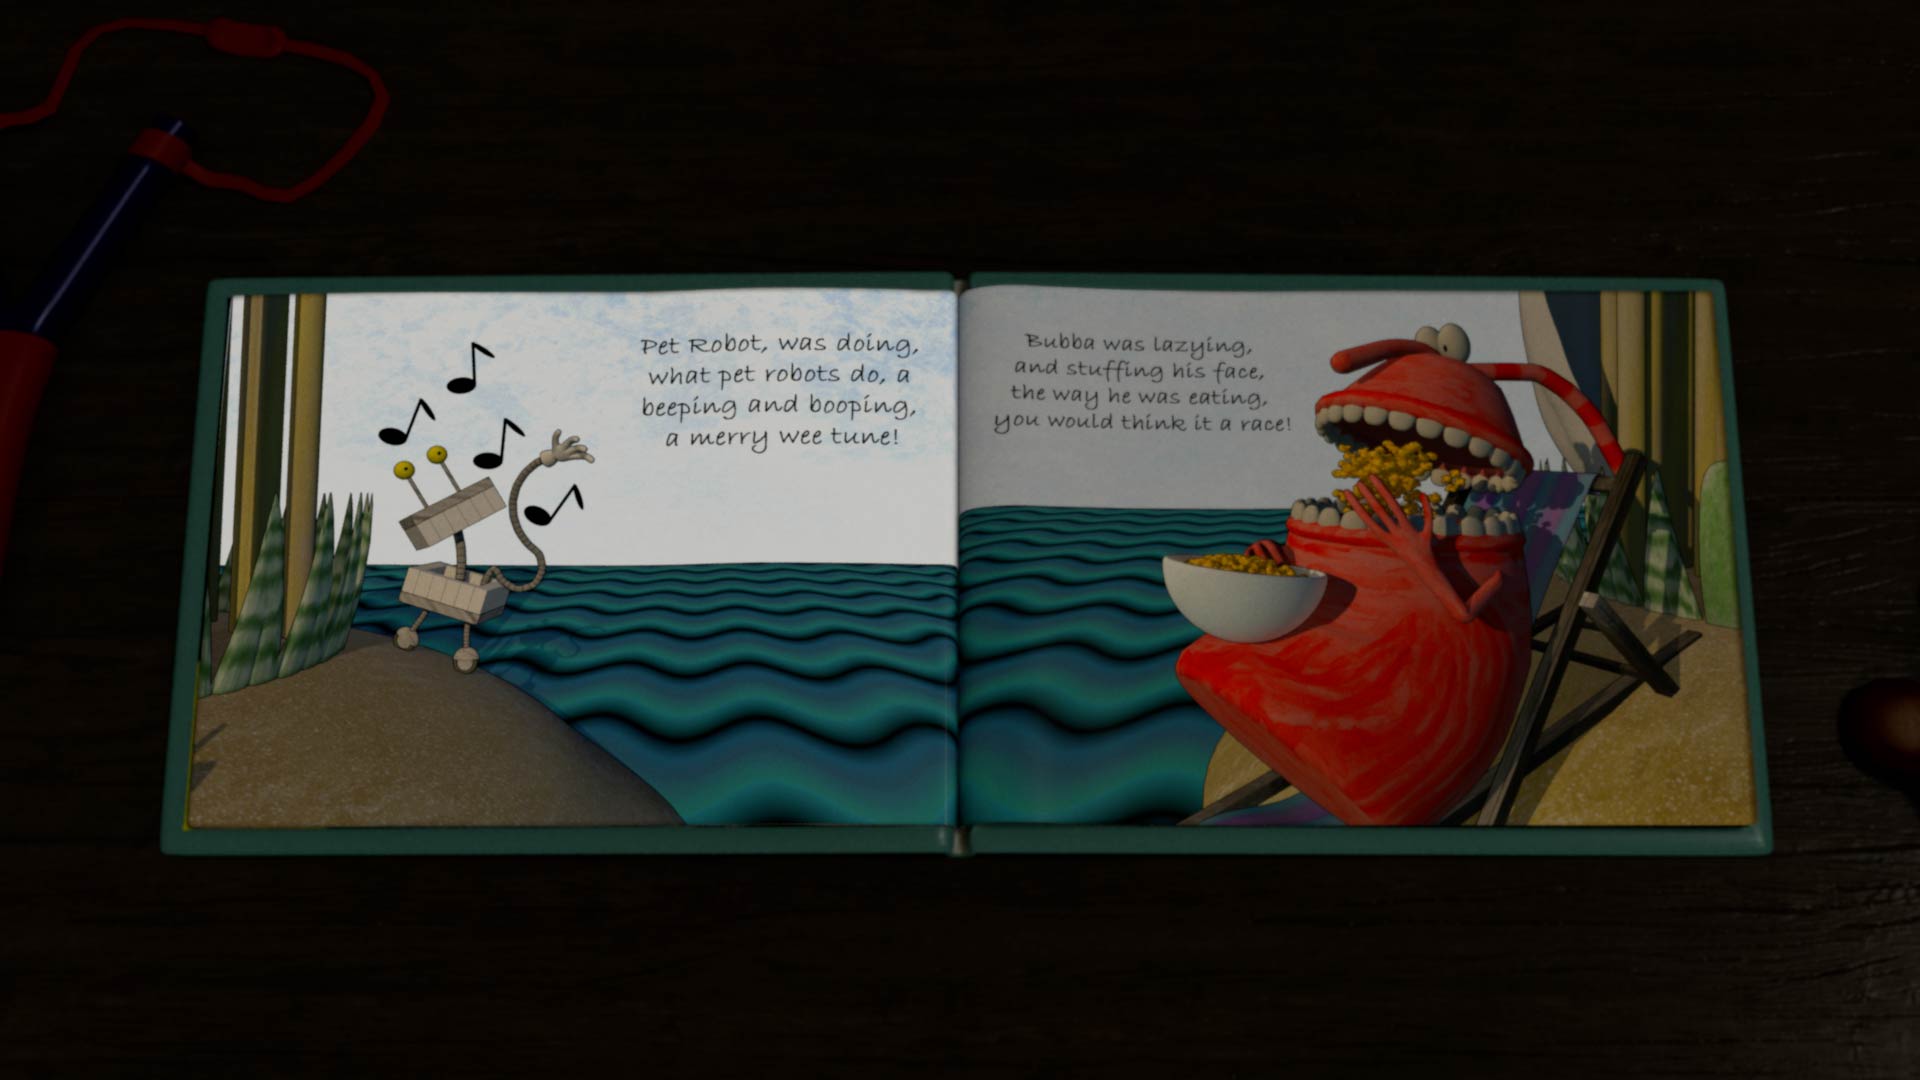 Pet Robot, was doing,
what pet robots do, a
beeping and booping,
a merry wee tune!
Bubba was lazying,
and stuffing his face,
the way he was eating,
you would think it a race!